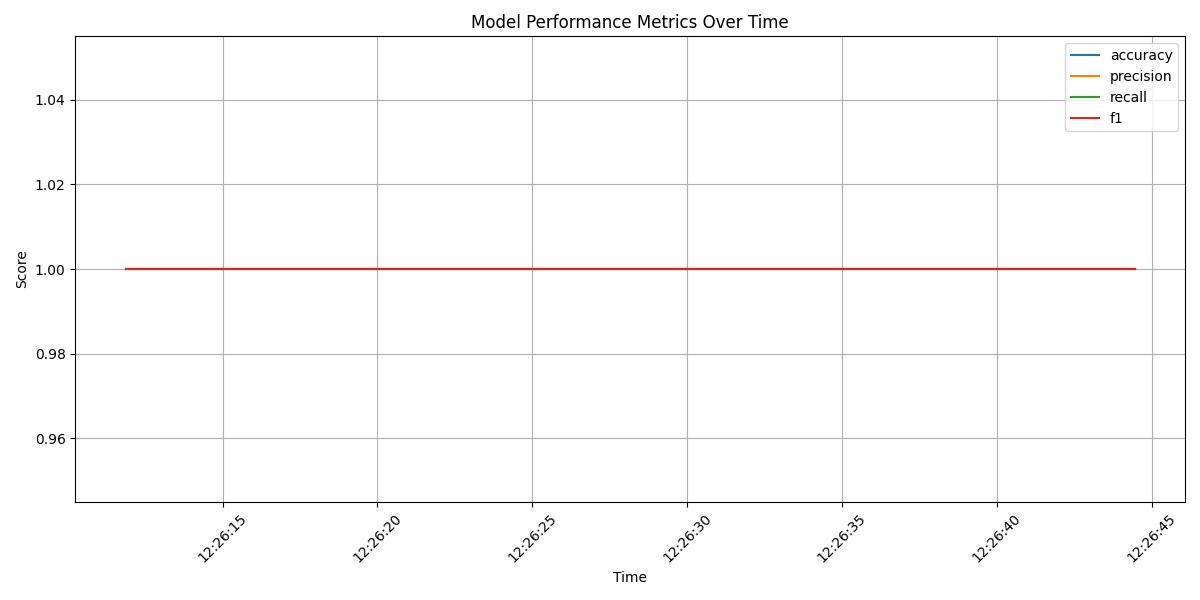 Model Performance Metrics Over Time
accuracy
precision
recall
f1
1.04
1.02
1.00
0.98
0.96
Score
12:26:15
12:26:20
12:26:25
12:26:30
12:26:35
12:26:40
12:26:45
Time